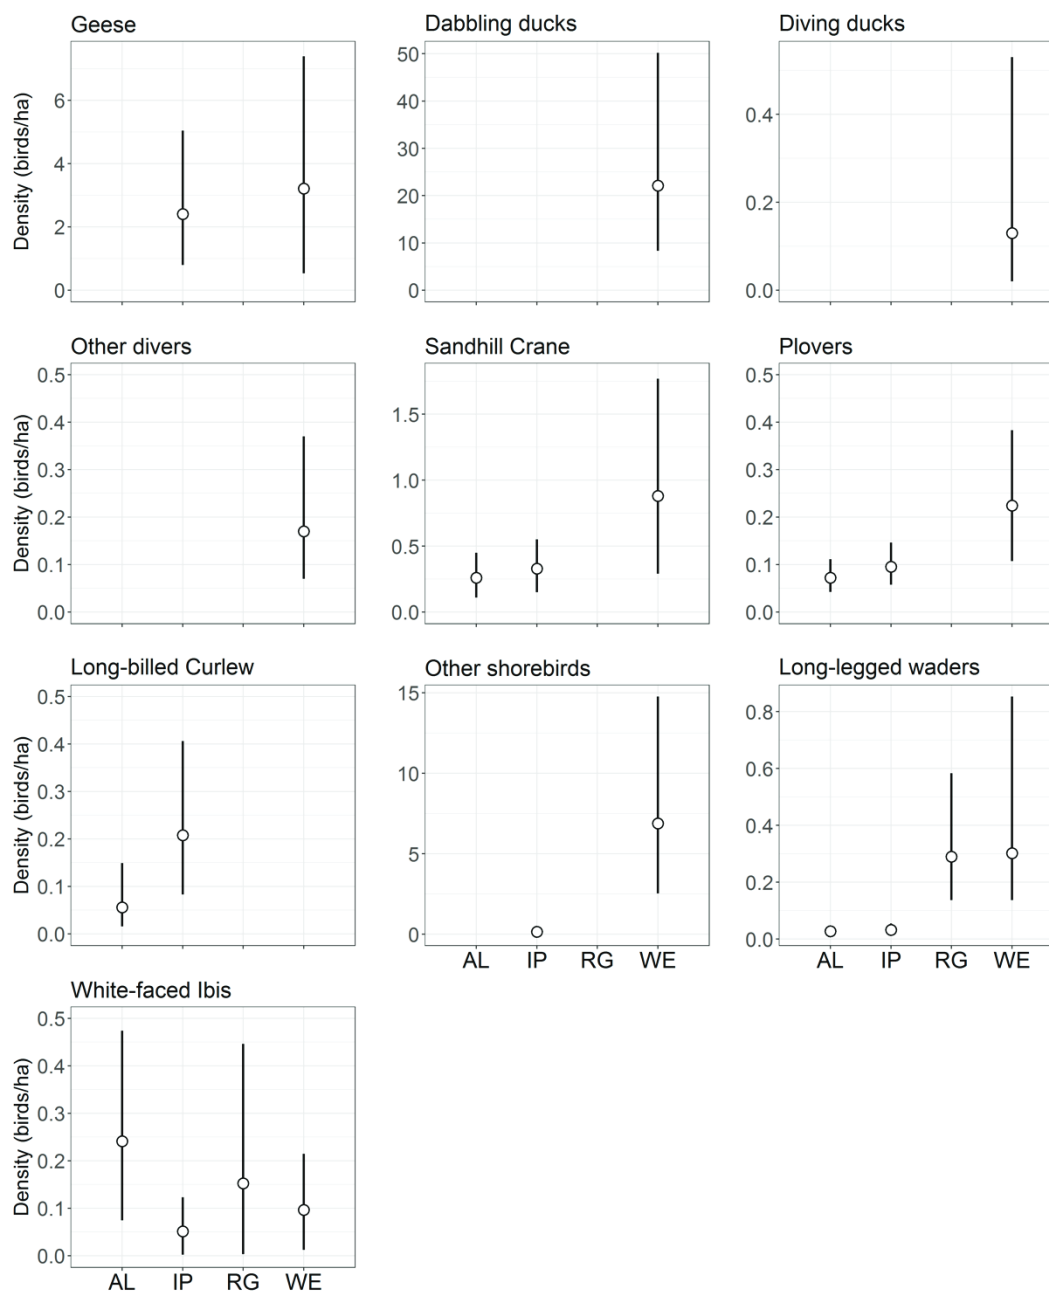 Geese
Dabbling ducks
Diving ducks
Density (birds/ha)
6
4
2
0
50
40
30
20
10
0
0.4
0.2
0.0
Other divers
Sandhill Crane
Plovers
Density (birds/ha)
0.5
0.4
0.3
0.2
0.1
0.0
1.5
1.0
0.5
0.0
0.5
0.4
0.3
0.2
0.1
0.0
Long-billed Curlew
Other shorebirds
Long-legged waders
Density (birds/ha)
0.5
0.4
0.3
0.2
0.1
0.0
15
10
5
0
0.8
0.6
0.4
0.2
0.0
AL IP RG WE
AL IP RG WE
White-faced Ibis
Density (birds/ha)
0.5
0.4
0.3
0.2
0.1
0.0
AL IP RG WE